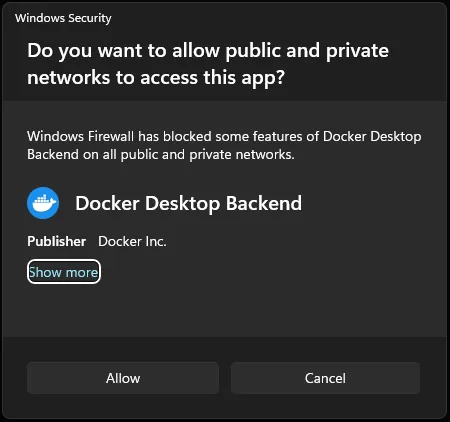 Windows Security
Do you want to allow public and private
networks to access this app?
Windows Firewall has blocked some features of Docker Desktop
Backend on all public and private networks.
Docker Desktop Backend
Publisher Docker Inc.
Show more
Allow Cancel